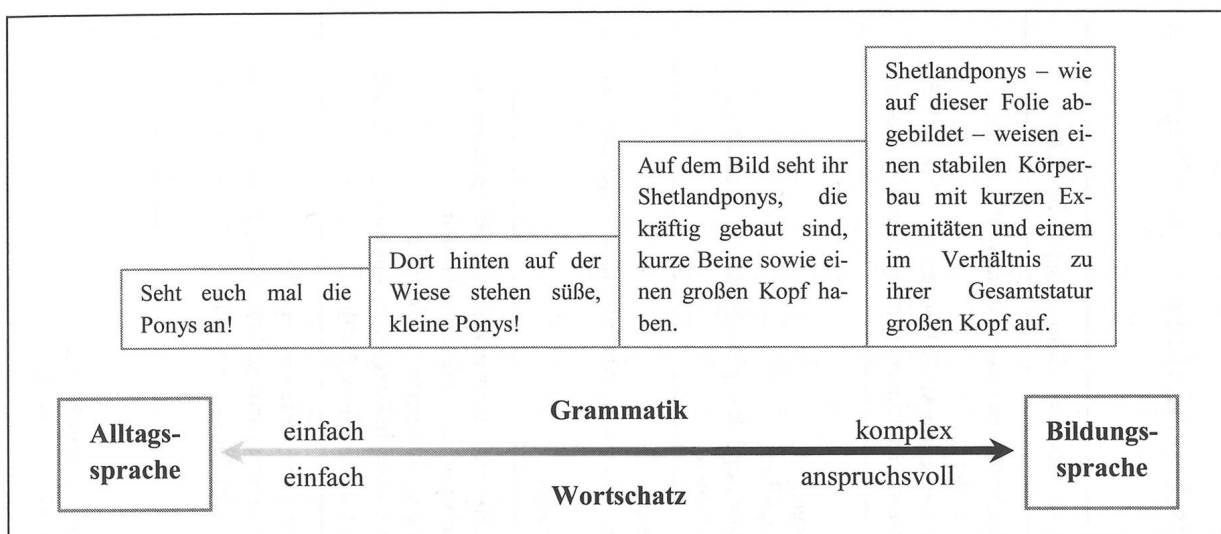 Seht euch mal die
Ponys an!
Dort hinten auf der
Wiese stehen süße,
kleine Ponys!
Auf dem Bild seht ihr
Shetlandponys, die
kräftig gebaut sind,
kurze Beine sowie ei-
nen großen Kopf ha-
ben.
Shetlandponys – wie
auf dieser Folie ab-
gebildet – weisen ei-
nen stabilen Körper-
bau mit kurzen Ex-
tremitäten und einem
im Verhältnis zu
ihrer Gesamtstatur
großen Kopf auf.
Alltags-
sprache
Grammatik
einfach
komplex
einfach
anspruchsvoll
Wortschatz
Bildungs-
sprache